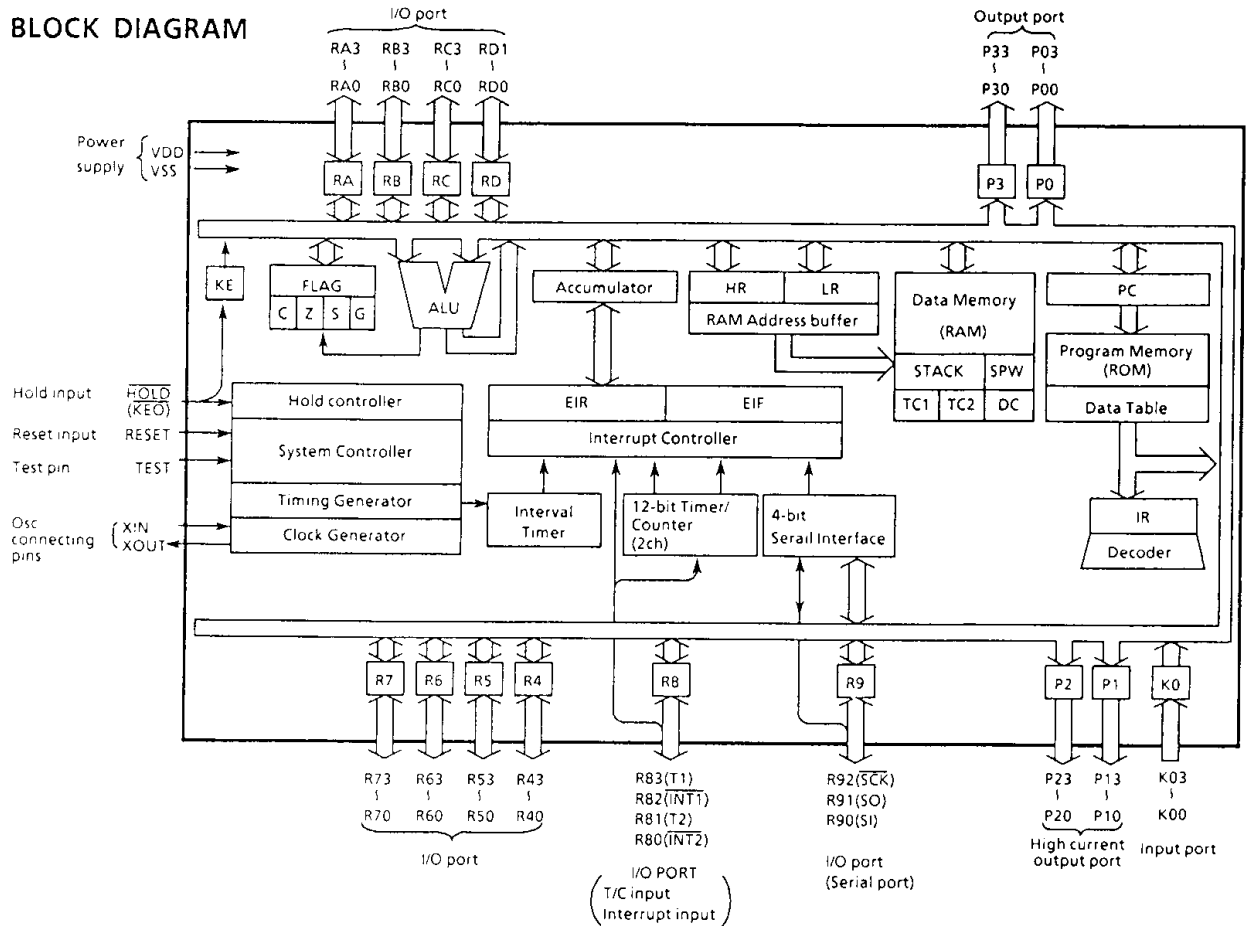 BLOCK DIAGRAM
I/O port
RA3 RB3 RC3 RD1
~ ~ ~ ~
RA0 RB0 RC0 RD0
Output port
P33 P03
~ ~
P30 P00
Power supply
VDD
VSS
RA RB RC RD
P3 P0
KE
FLAG
C Z S G
ALU
Accumulator
HR LR
RAM Address buffer
Data Memory
(RAM)
STACK SPW
TC1 TC2 DC
PC
Program Memory
(ROM)
Data Table
IR
Decoder
Hold input HOLD
(KEO)
Reset input RESET
Test pin TEST
Osc
connecting
pins
XIN
XOUT
Hold controller
System Controller
Timing Generator
Clock Generator
EIR EIF
Interrupt Controller
Interval
Timer
12-bit Timer/
Counter
(2ch)
4-bit
Serail Interface
R7 R6 R5 R4
R8
R9
P2 P1 K0
R73 R63 R53 R43
~ ~ ~ ~
R70 R60 R50 R40
I/O port
R83(T1)
R82(INT1)
R81(T2)
R80(INT2)
I/O PORT
T/C input
Interrupt input
R92(SCK)
R91(SO)
R90(SI)
I/O port
(Serial port)
P23 P13 K03
~ ~ ~
P20 P10 K00
High current
output port
Input port